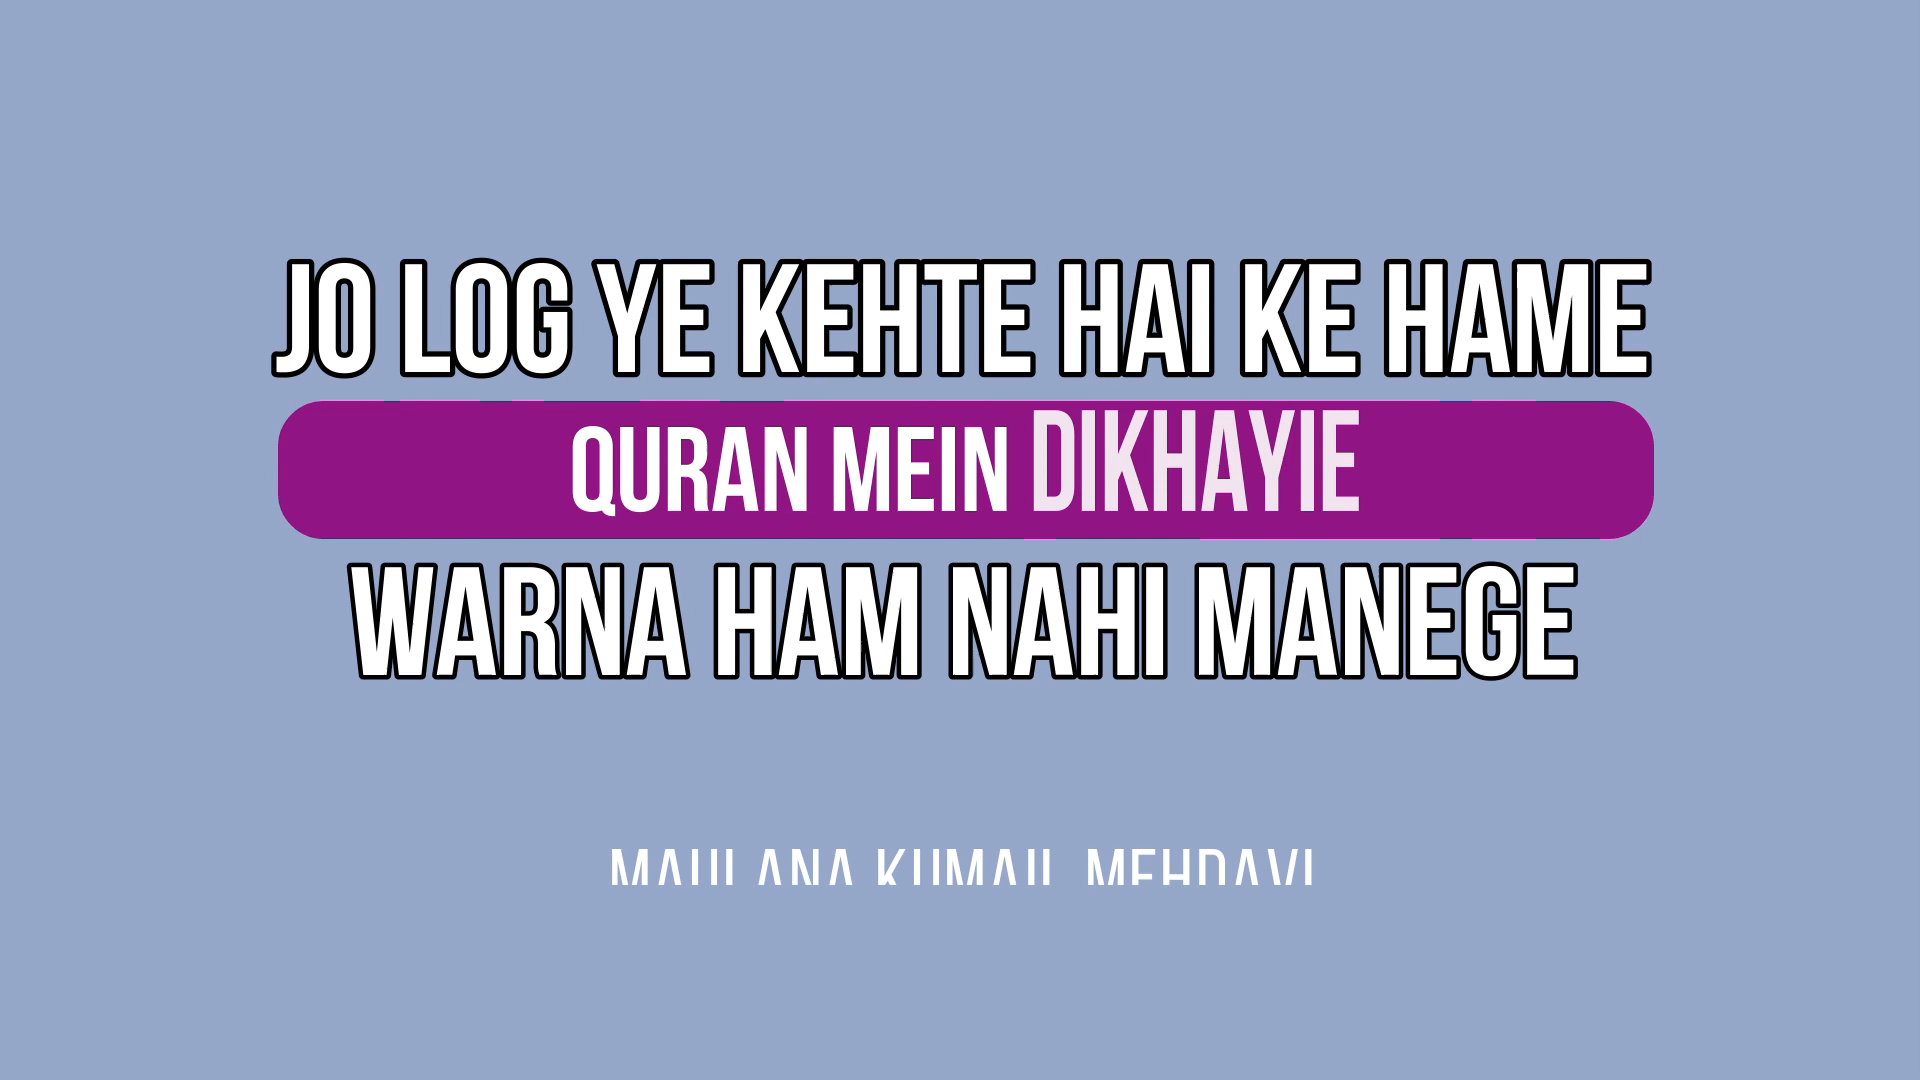 JO LOG YE KEHTE HAI KE HAME
QURAN MEIN DIKHAYIE
WARNA HAM NAHI MANEGE
MAULANA KUMAIL MEHDAVI